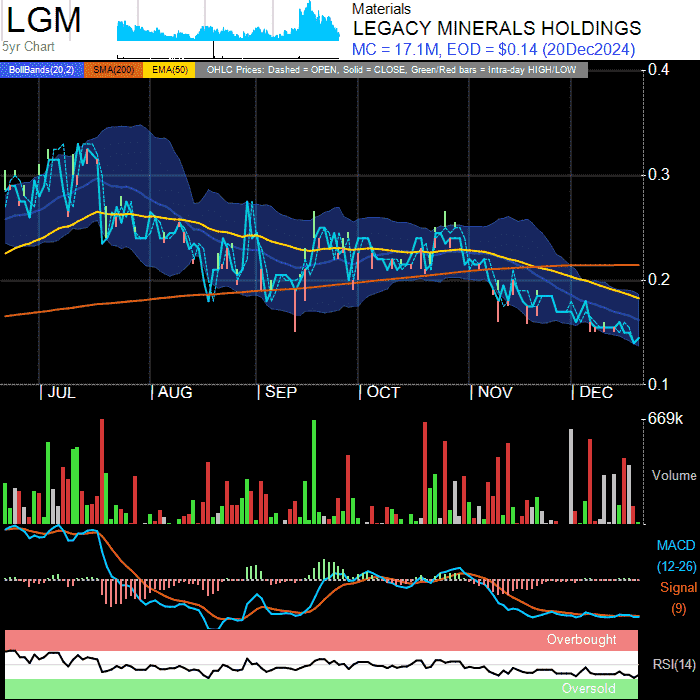 LGM
5yr Chart
Materials
LEGACY MINERALS HOLDINGS
MC = 17.1M, EOD = $0.14 (20Dec2024)
BollBands(20,2) SMA(200) EMA(50) OHLC Prices: Dashed = OPEN, Solid = CLOSE, Green/Red bars = Intra-day HIGH/LOW
0.4
0.3
0.2
0.1
JUL AUG SEP OCT NOV DEC
669k
Volume
MACD
(12-26)
Signal
(9)
Overbought
RSI(14)
Oversold